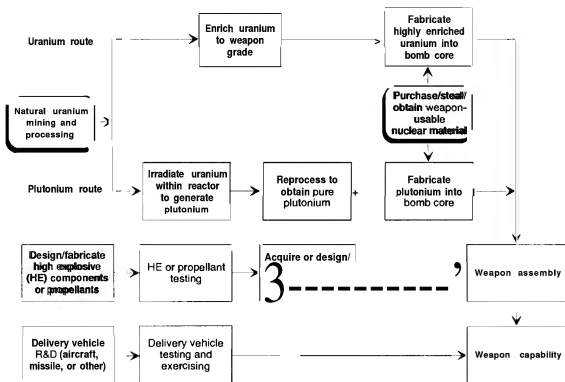 Uranium route
Enrich uranium
to weapon
grade
>
Fabricate
highly enriched
uranium into
bomb core
Natural uranium
mining and
processing
Purchase/steal/
obtain weapon-
usable
nuclear material
Plutonium route
Irradiate uranium
within reactor
to generate
plutonium
Reprocess to
obtain pure
plutonium
+
Fabricate
plutonium into
bomb core
Design/fabricate
high explosive
(HE) components
or propellants
HE or propellant
testing
Acquire or design/
3
Weapon assembly
Delivery vehicle
R&D (aircraft,
missile, or other)
Delivery vehicle
testing and
exercising
Weapon capability